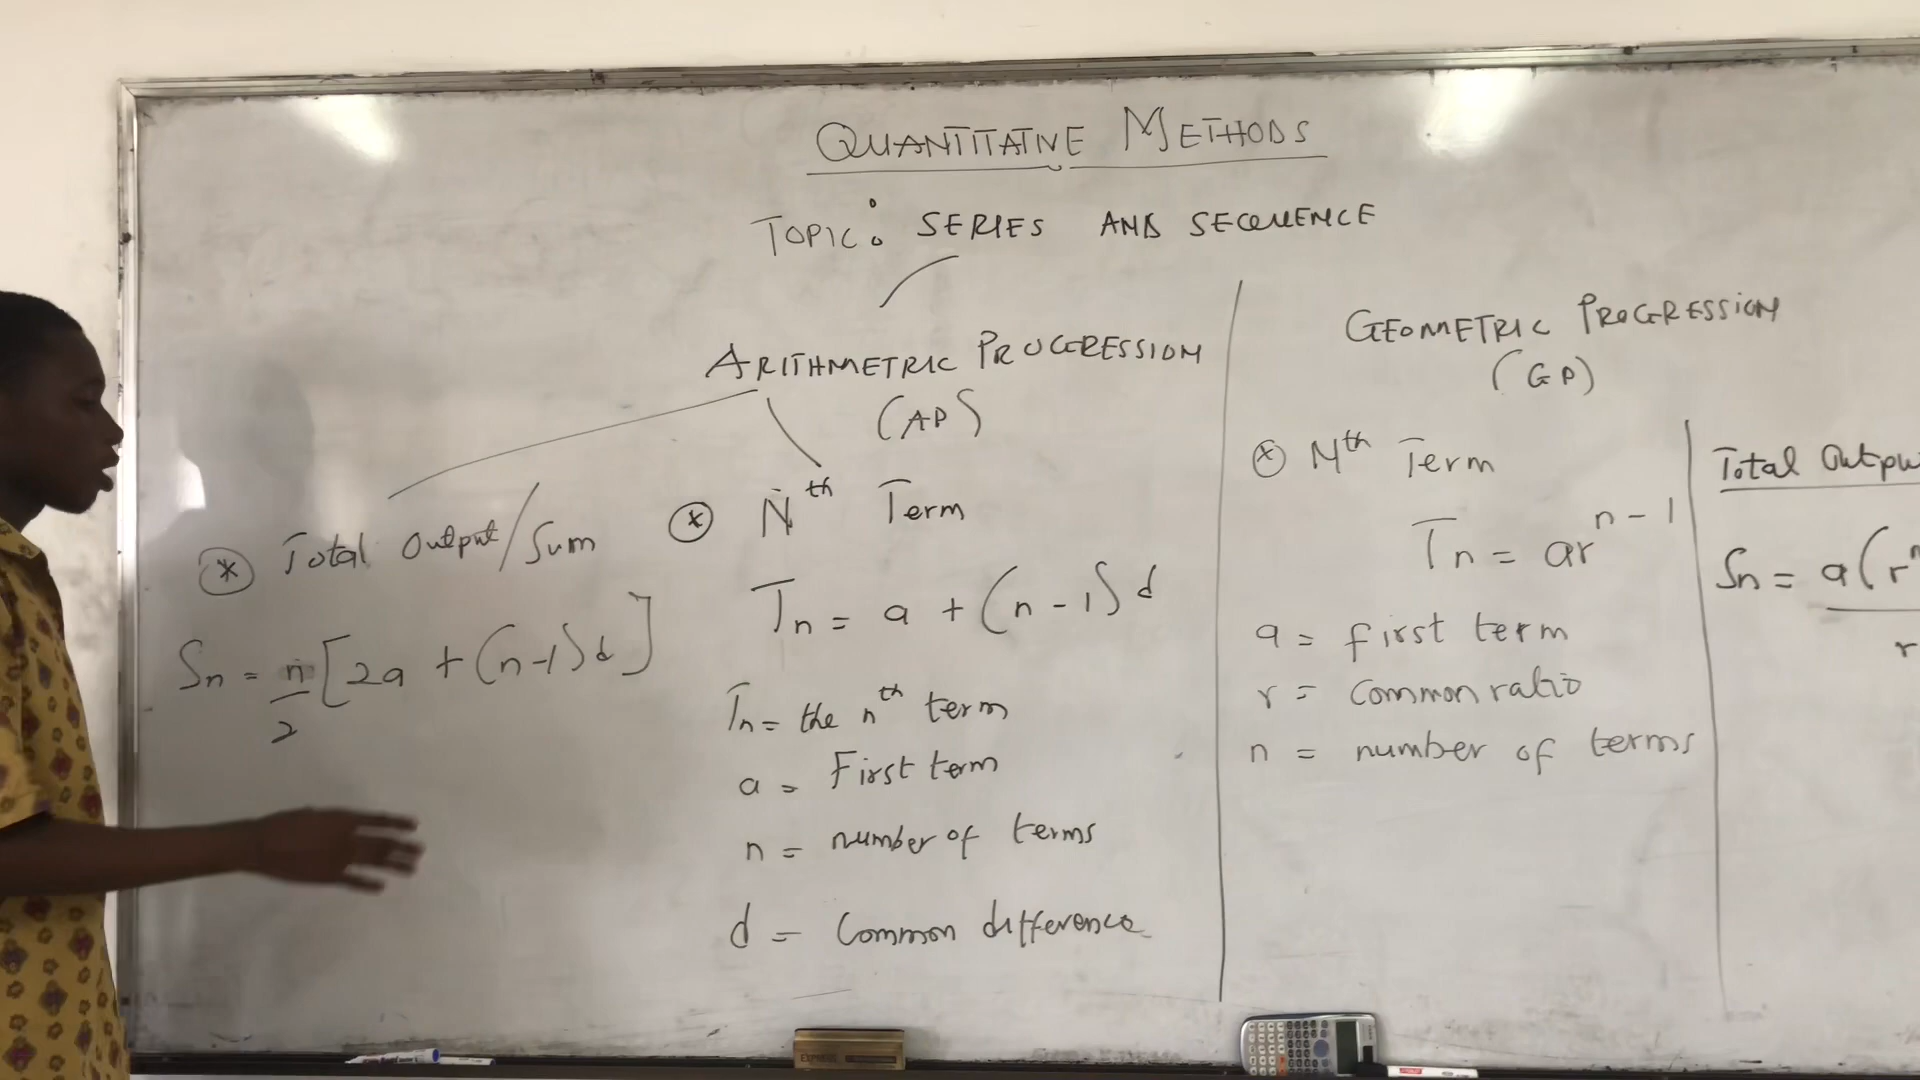 QUANTITATIVE METHODS
TOPIC: SERIES AND SEQUENCE
ARITHMETRIC PROGRESSION
(AP)
* Total Output/Sum
Sn = n/2 [2a + (n-1)d]
* Nth Term
Tn = a + (n-1)d
Tn = the nth term
a = First term
n = number of terms
d = Common difference
GEOMETRIC PROGRESSION
(GP)
* Nth Term
Tn = ar^n-1
a = first term
r = Common ratio
n = number of terms
Total Outpu
Sn = a(r^n
r
EXPRESS